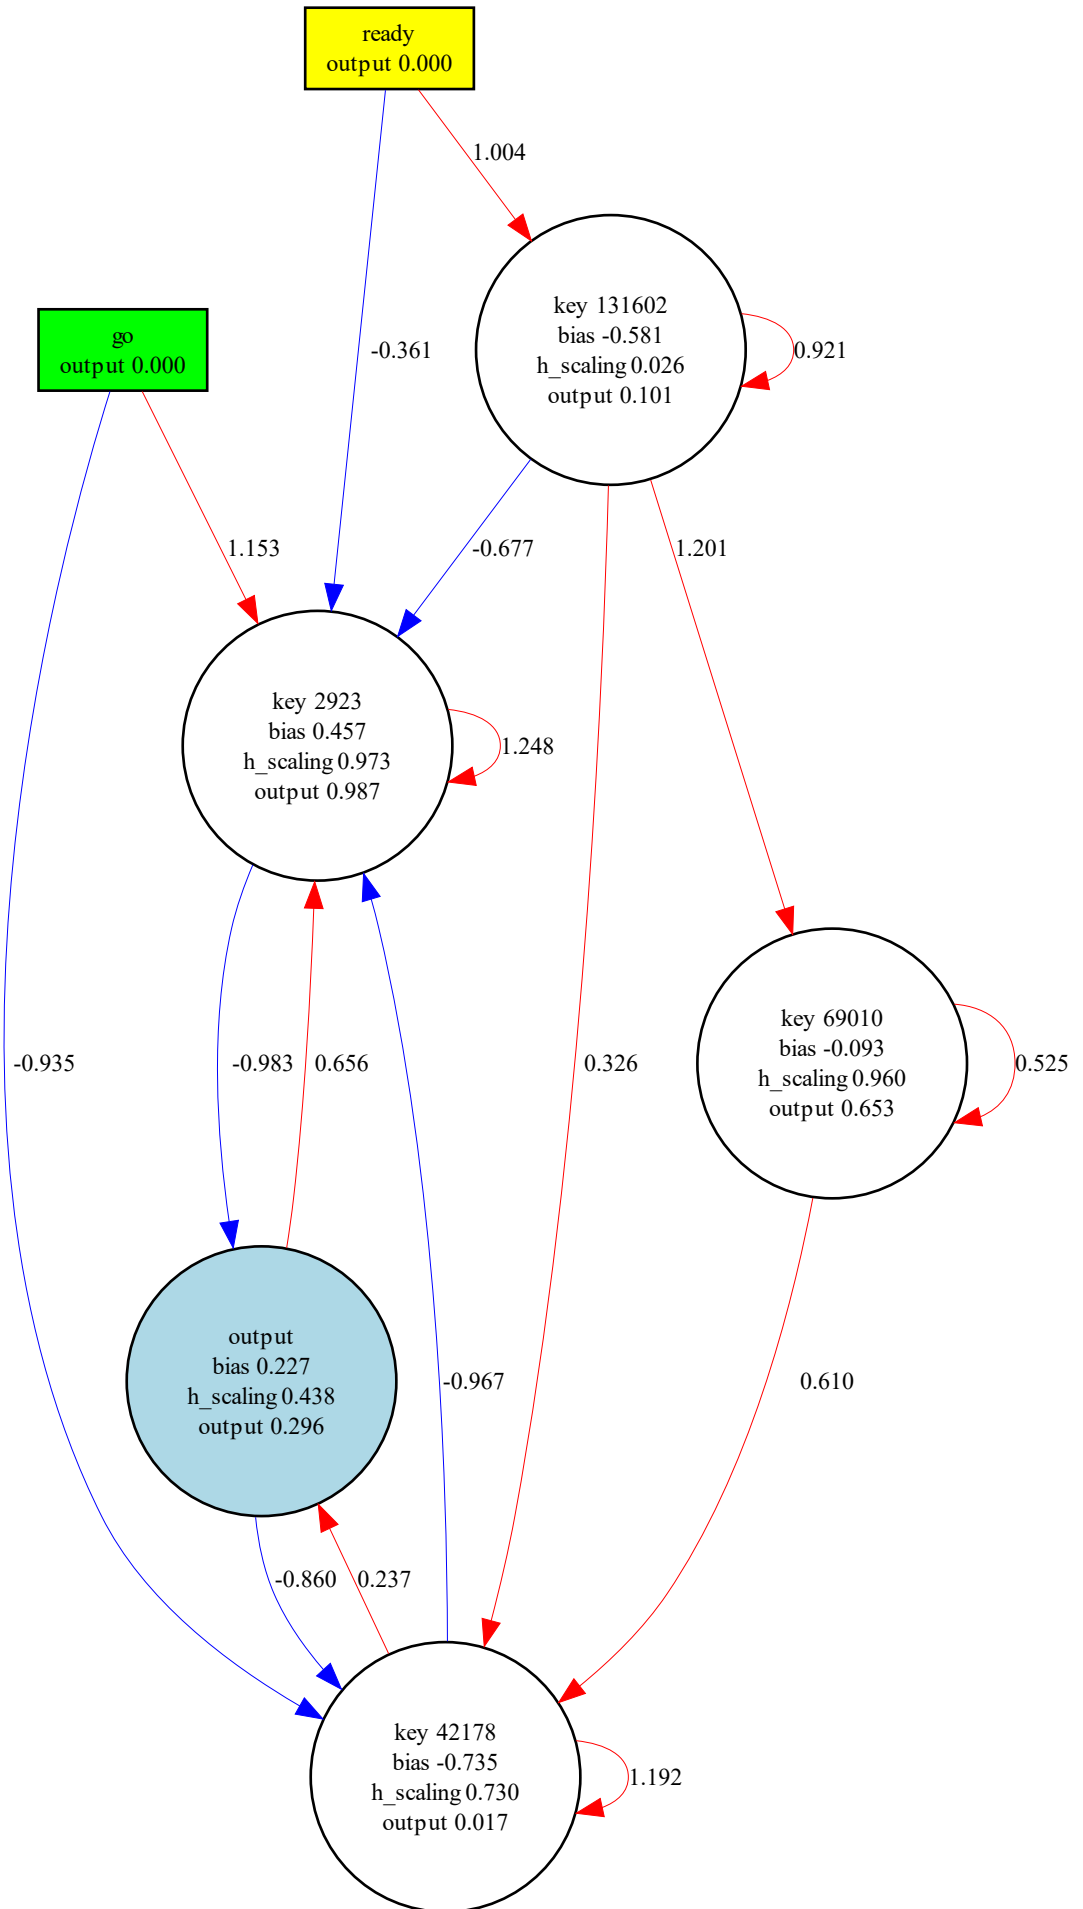 ready
output 0.000
1.004
key 131602
bias -0.581
h_scaling 0.026
output 0.101
0.921
go
output 0.000
-0.361
1.153
-0.677
1.201
key 2923
bias 0.457
h_scaling 0.973
output 0.987
1.248
key 69010
bias -0.093
h_scaling 0.960
output 0.653
0.525
-0.935
-0.983
0.656
0.326
output
bias 0.227
h_scaling 0.438
output 0.296
-0.967
0.610
-0.860
0.237
key 42178
bias -0.735
h_scaling 0.730
output 0.017
1.192